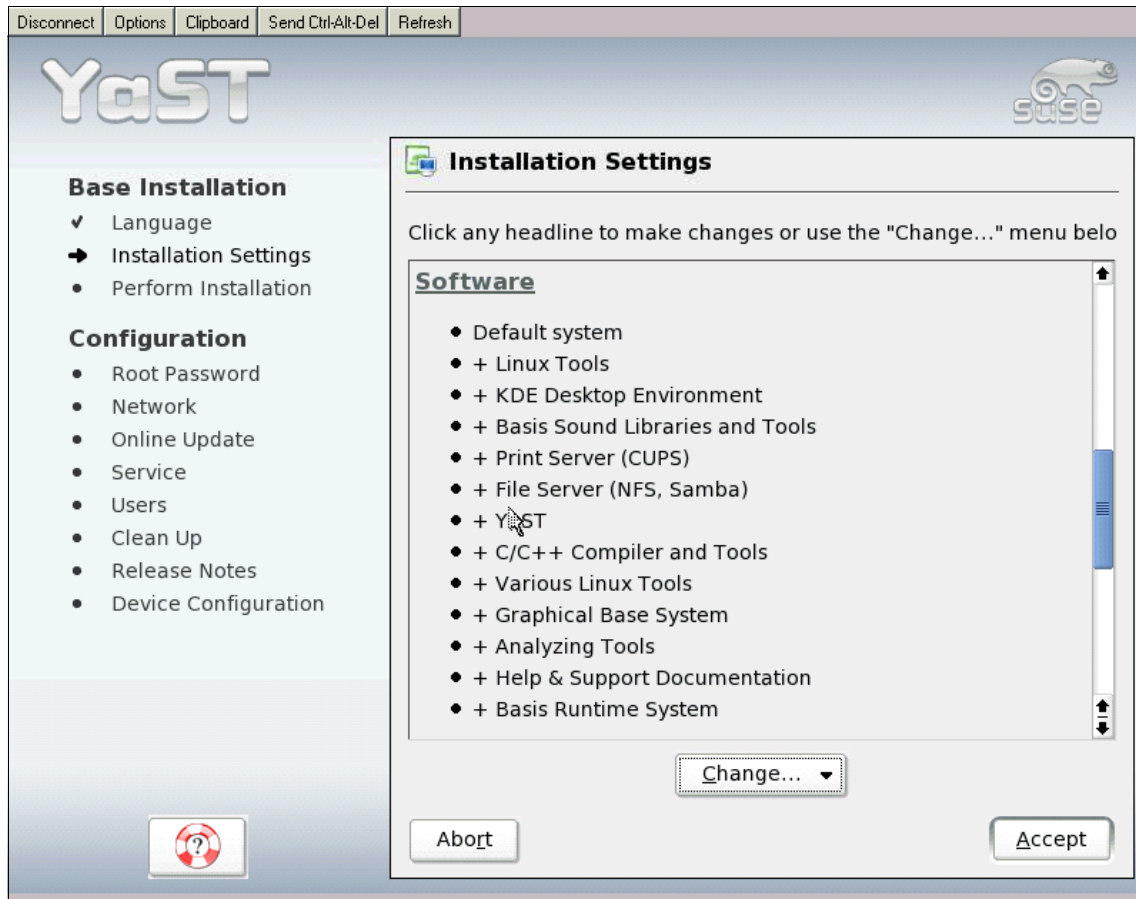 Disconnect Options Clipboard Send Ctrl-Alt-Del Refresh
YaST
suse
Base Installation
Language
Installation Settings
Perform Installation
Configuration
Root Password
Network
Online Update
Service
Users
Clean Up
Release Notes
Device Configuration
Installation Settings
Click any headline to make changes or use the "Change..." menu belo
Software
Default system
+ Linux Tools
+ KDE Desktop Environment
+ Basis Sound Libraries and Tools
+ Print Server (CUPS)
+ File Server (NFS, Samba)
+ YaST
+ C/C++ Compiler and Tools
+ Various Linux Tools
+ Graphical Base System
+ Analyzing Tools
+ Help & Support Documentation
+ Basis Runtime System
Change...
Abort
Accept
?